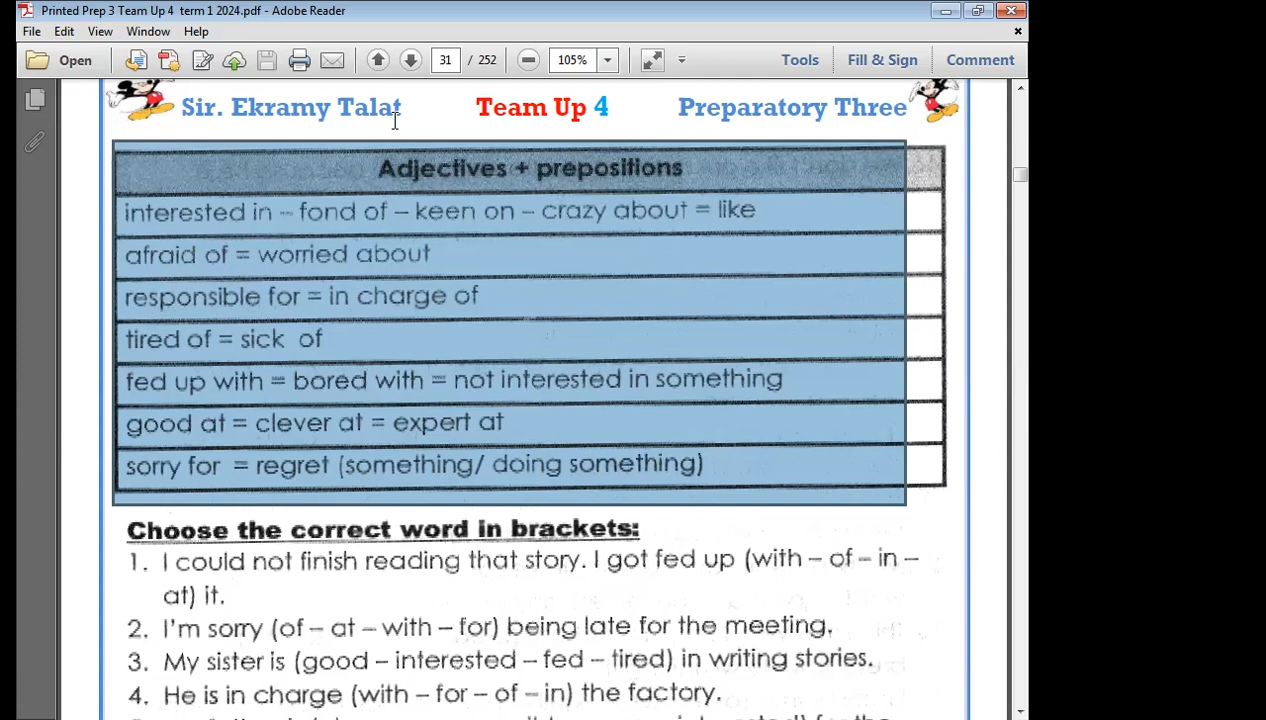 Printed Prep 3 Team Up 4 term 1 2024.pdf - Adobe Reader
File Edit View Window Help
Open 31 / 252 105% Tools Fill & Sign Comment
Sir. Ekramy Talat Team Up 4 Preparatory Three
Adjectives + prepositions
interested in – fond of – keen on – crazy about = like
afraid of = worried about
responsible for = in charge of
tired of = sick of
fed up with = bored with = not interested in something
good at = clever at = expert at
sorry for = regret (something/ doing something)
Choose the correct word in brackets:
1. I could not finish reading that story. I got fed up (with – of – in –
at) it.
2. I'm sorry (of – at – with – for) being late for the meeting.
3. My sister is (good – interested – fed – tired) in writing stories.
4. He is in charge (with – for – of – in) the factory.